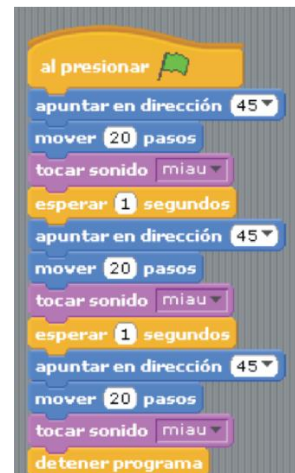 al presionar
apuntar en dirección 45
mover 20 pasos
tocar sonido miau
esperar 1 segundos
apuntar en dirección 45
mover 20 pasos
tocar sonido miau
esperar 1 segundos
apuntar en dirección 45
mover 20 pasos
tocar sonido miau
detener programa